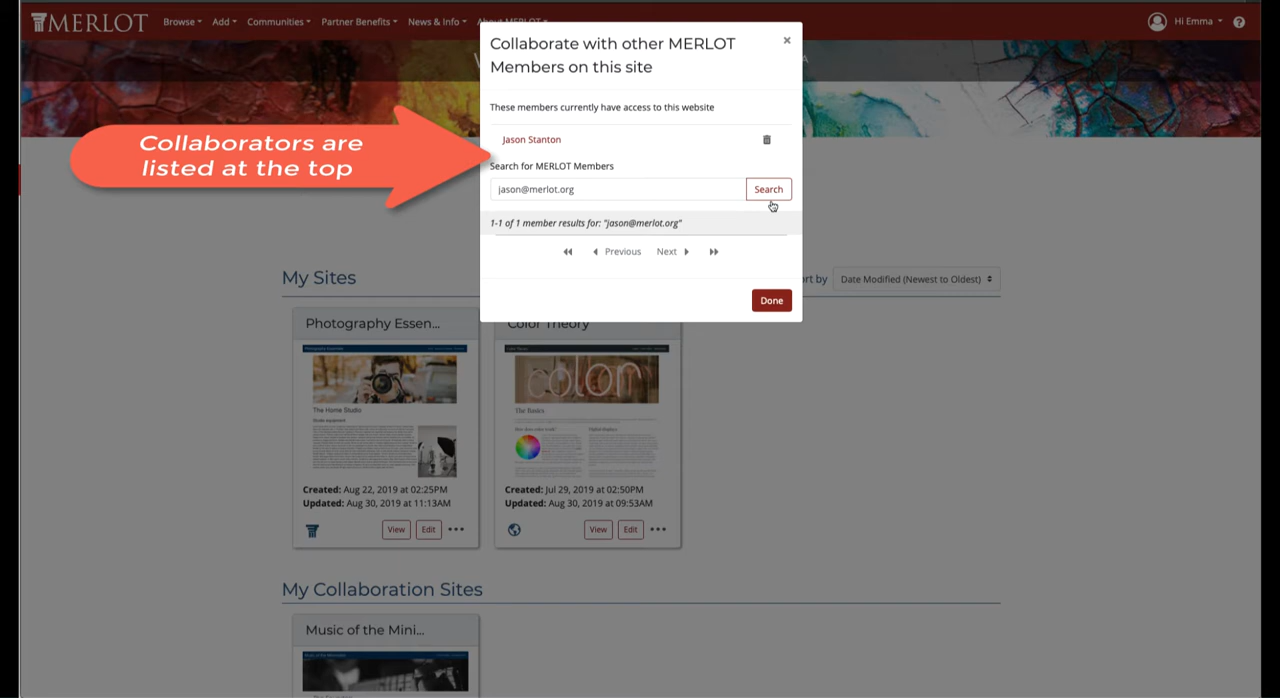 MERLOT
Browse Add Communities Partner Benefits News & Info About MERLOT
Hi Emma
?
Collaborate with other MERLOT
Members on this site
×
These members currently have access to this website
Collaborators are
listed at the top
Jason Stanton
Search for MERLOT Members
jason@merlot.org
Search
1-1 of 1 member results for: "jason@merlot.org"
Previous Next
Done
My Sites
Date Modified (Newest to Oldest)
Photography Essen...
Color Theory
The Home Studio
color
The Basics
Created: Aug 22, 2019 at 02:25PM
Updated: Aug 30, 2019 at 11:13AM
View Edit •••
Created: Jul 29, 2019 at 02:50PM
Updated: Aug 30, 2019 at 09:53AM
View Edit •••
My Collaboration Sites
Music of the Mini...